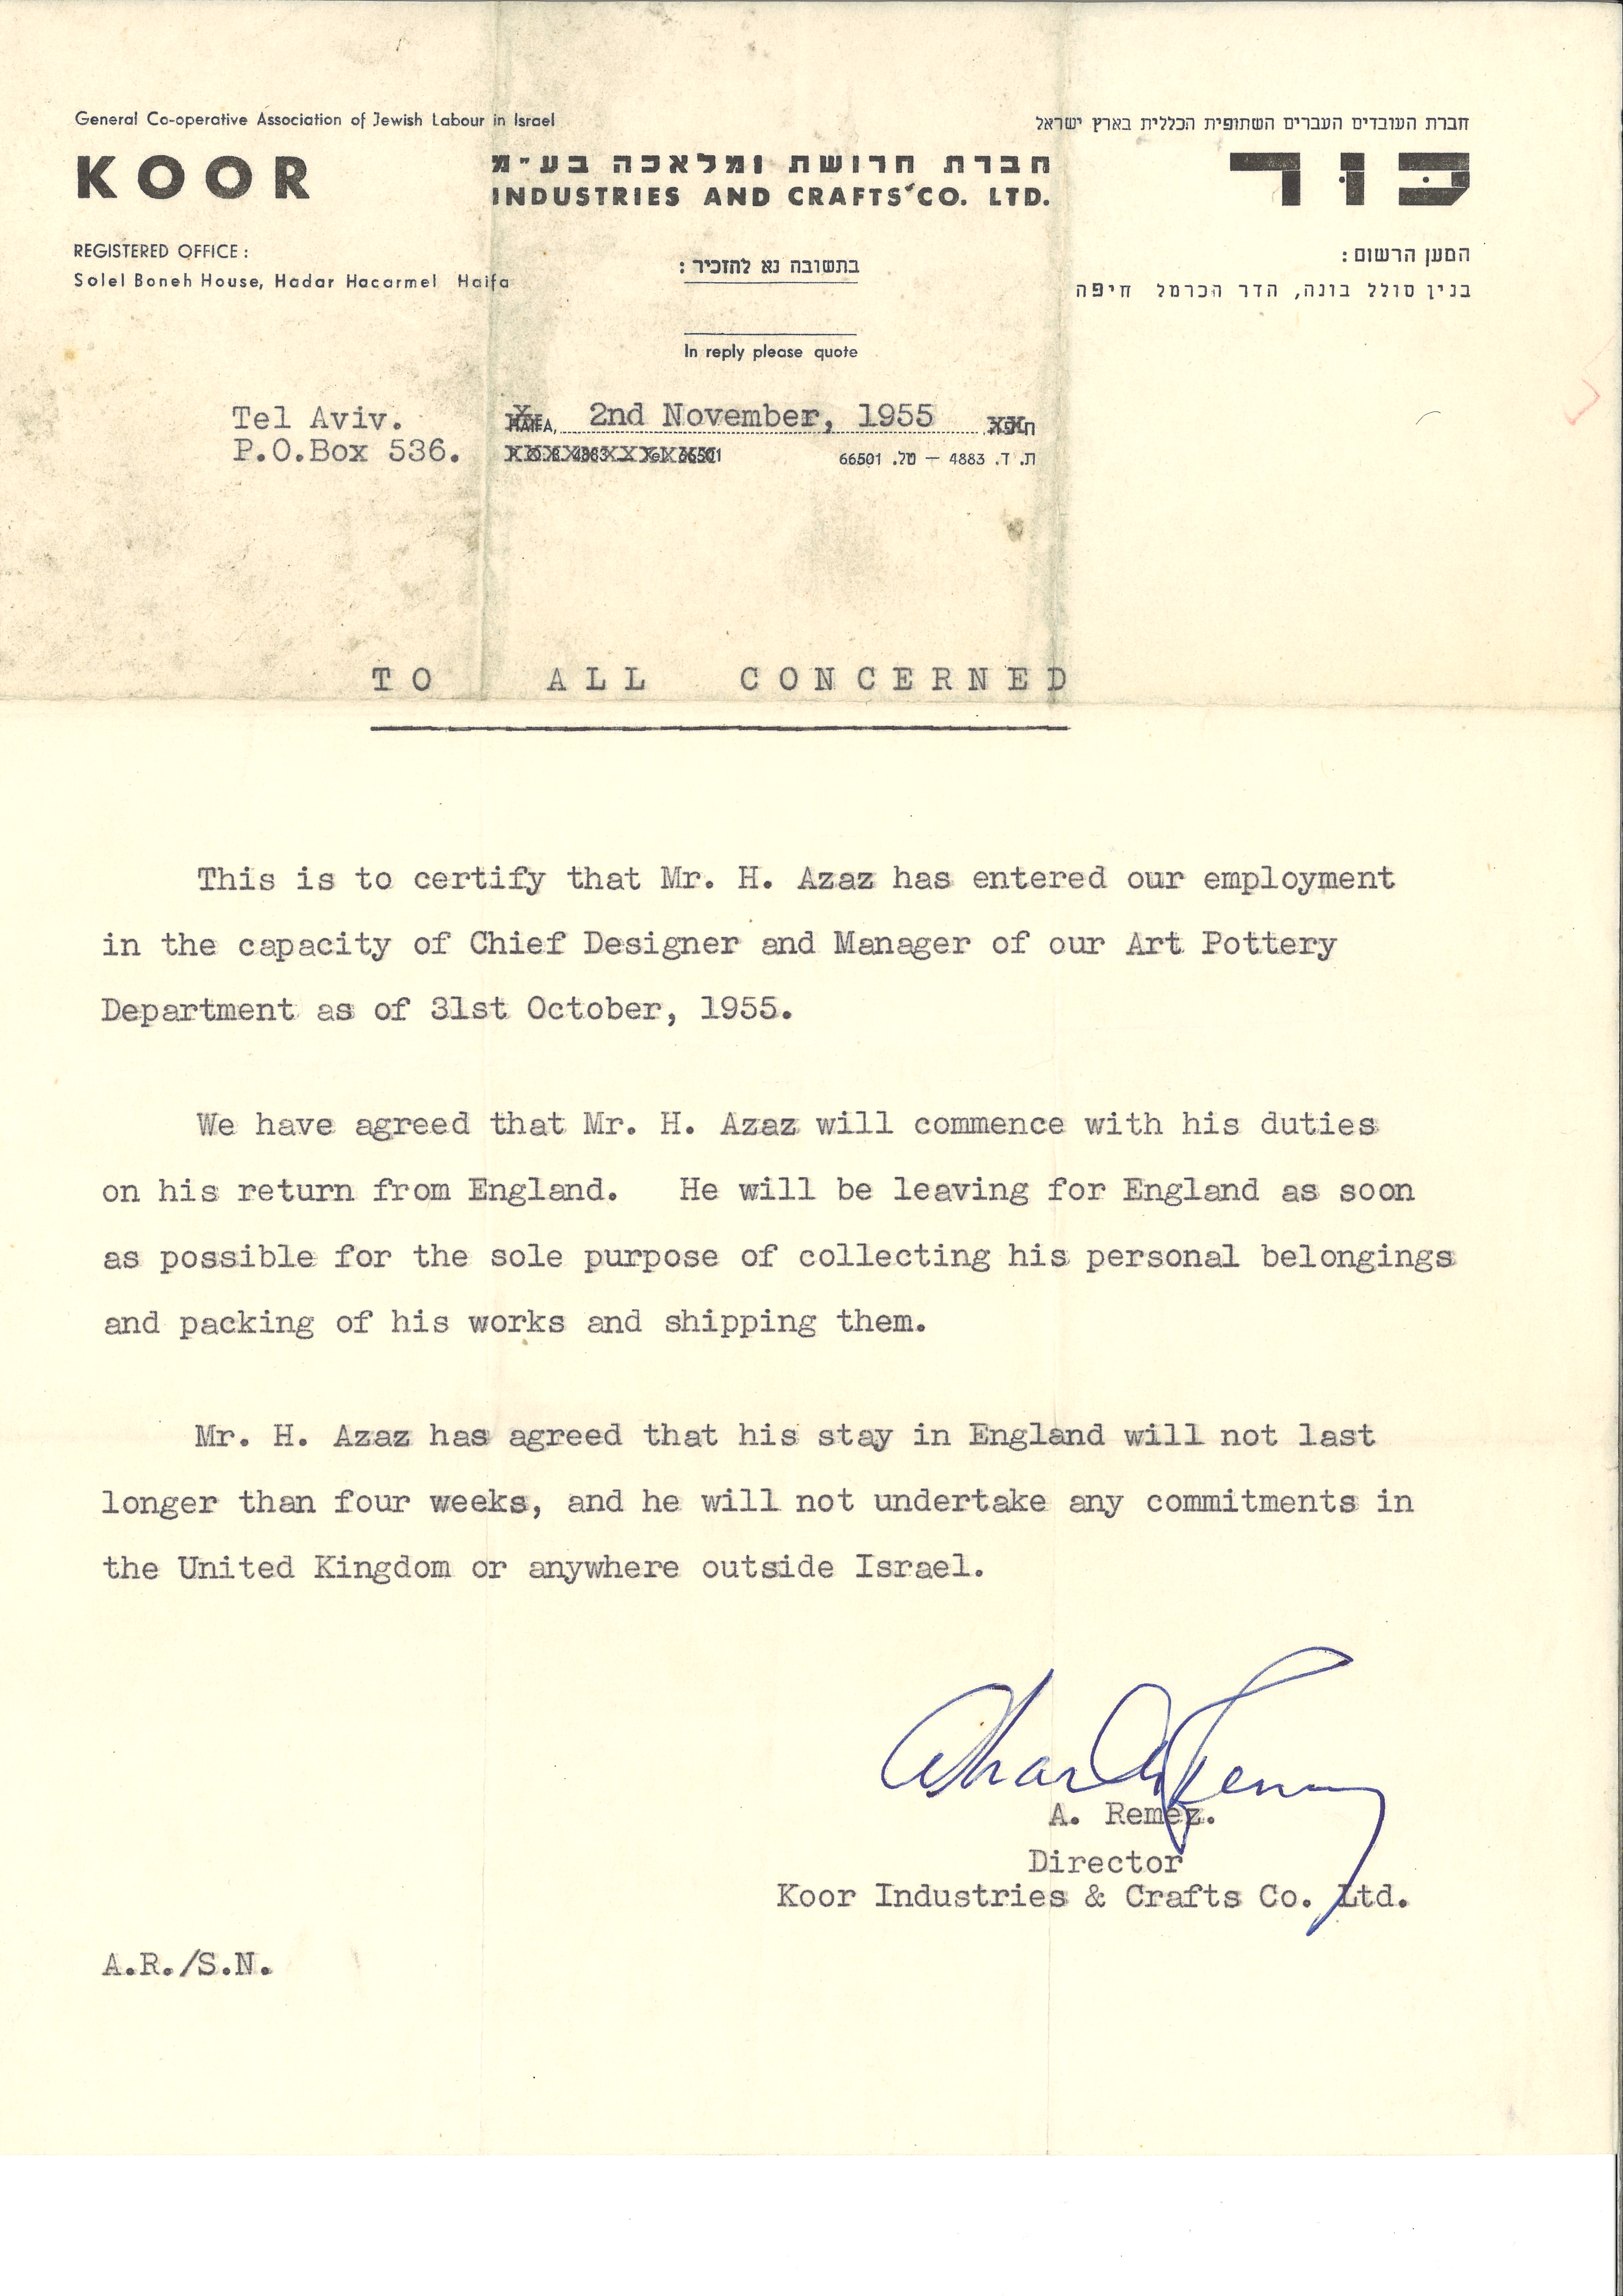 General Co-operative Association of Jewish Labour in Israel
חברת העובדים העברים השתופית הכללית בארץ ישראל
KOOR
חברת חרושת ומלאכה בע״מ
INDUSTRIES AND CRAFTS CO. LTD.
כּוּר
REGISTERED OFFICE :
Solel Boneh House, Hadar Hacarmel Haifa
בתשובה נא להזכיר :
המען הרשום :
בנין סולל בונה, הדר הכרמל חיפה
In reply please quote
Tel Aviv.
P.O.Box 536.
HAIFA, 2nd November, 1955
P. O. B. 4883 — Tel. 66501
ת. ד. 4883 — טל. 66501
TO ALL CONCERNED
This is to certify that Mr. H. Azaz has entered our employment
in the capacity of Chief Designer and Manager of our Art Pottery
Department as of 31st October, 1955.
We have agreed that Mr. H. Azaz will commence with his duties
on his return from England. He will be leaving for England as soon
as possible for the sole purpose of collecting his personal belongings
and packing of his works and shipping them.
Mr. H. Azaz has agreed that his stay in England will not last
longer than four weeks, and he will not undertake any commitments in
the United Kingdom or anywhere outside Israel.
A. Remez.
Director
Koor Industries & Crafts Co. Ltd.
A.R./S.N.